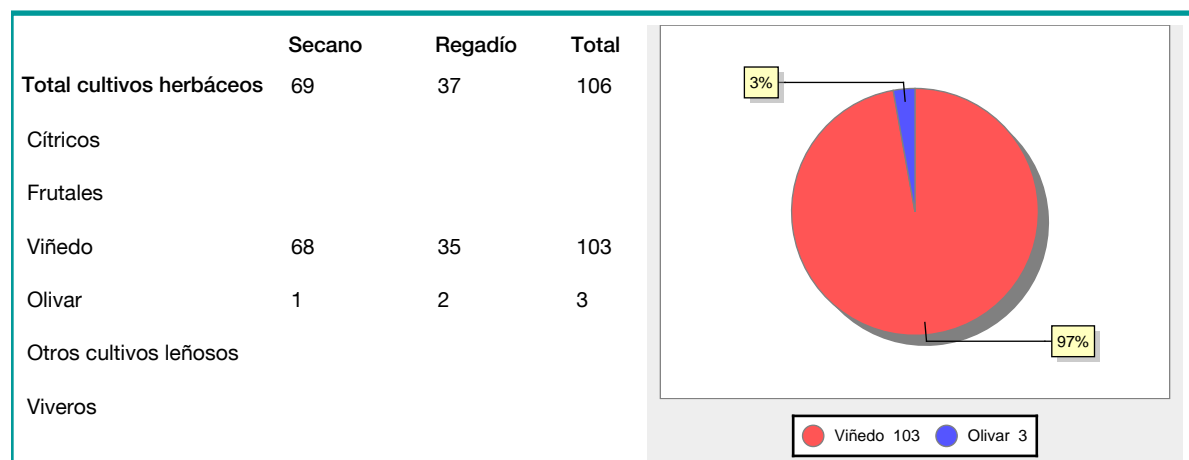 Secano Regadío Total
Total cultivos herbáceos 69 37 106
Cítricos
Frutales
Viñedo 68 35 103
Olivar 1 2 3
Otros cultivos leñosos
Viveros
3%
97%
Viñedo 103 Olivar 3